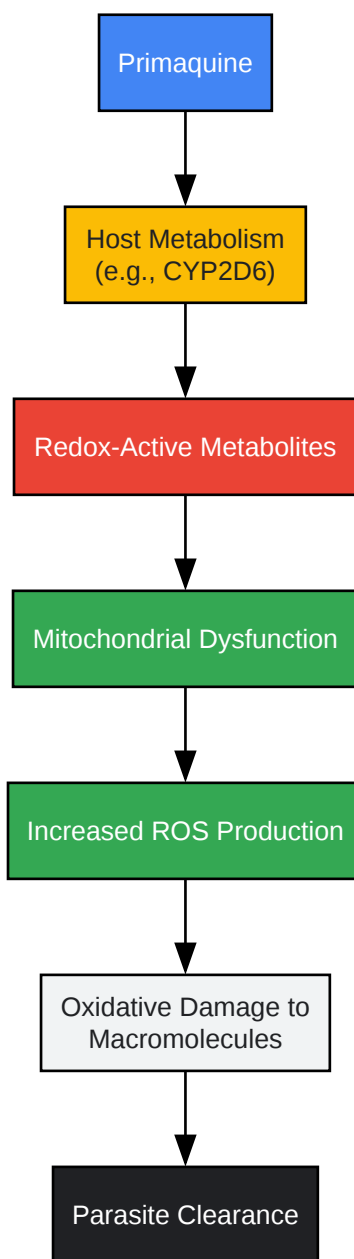 Primaquine
Host Metabolism
(e.g., CYP2D6)
Redox-Active Metabolites
Mitochondrial Dysfunction
Increased ROS Production
Oxidative Damage to
Macromolecules
Parasite Clearance